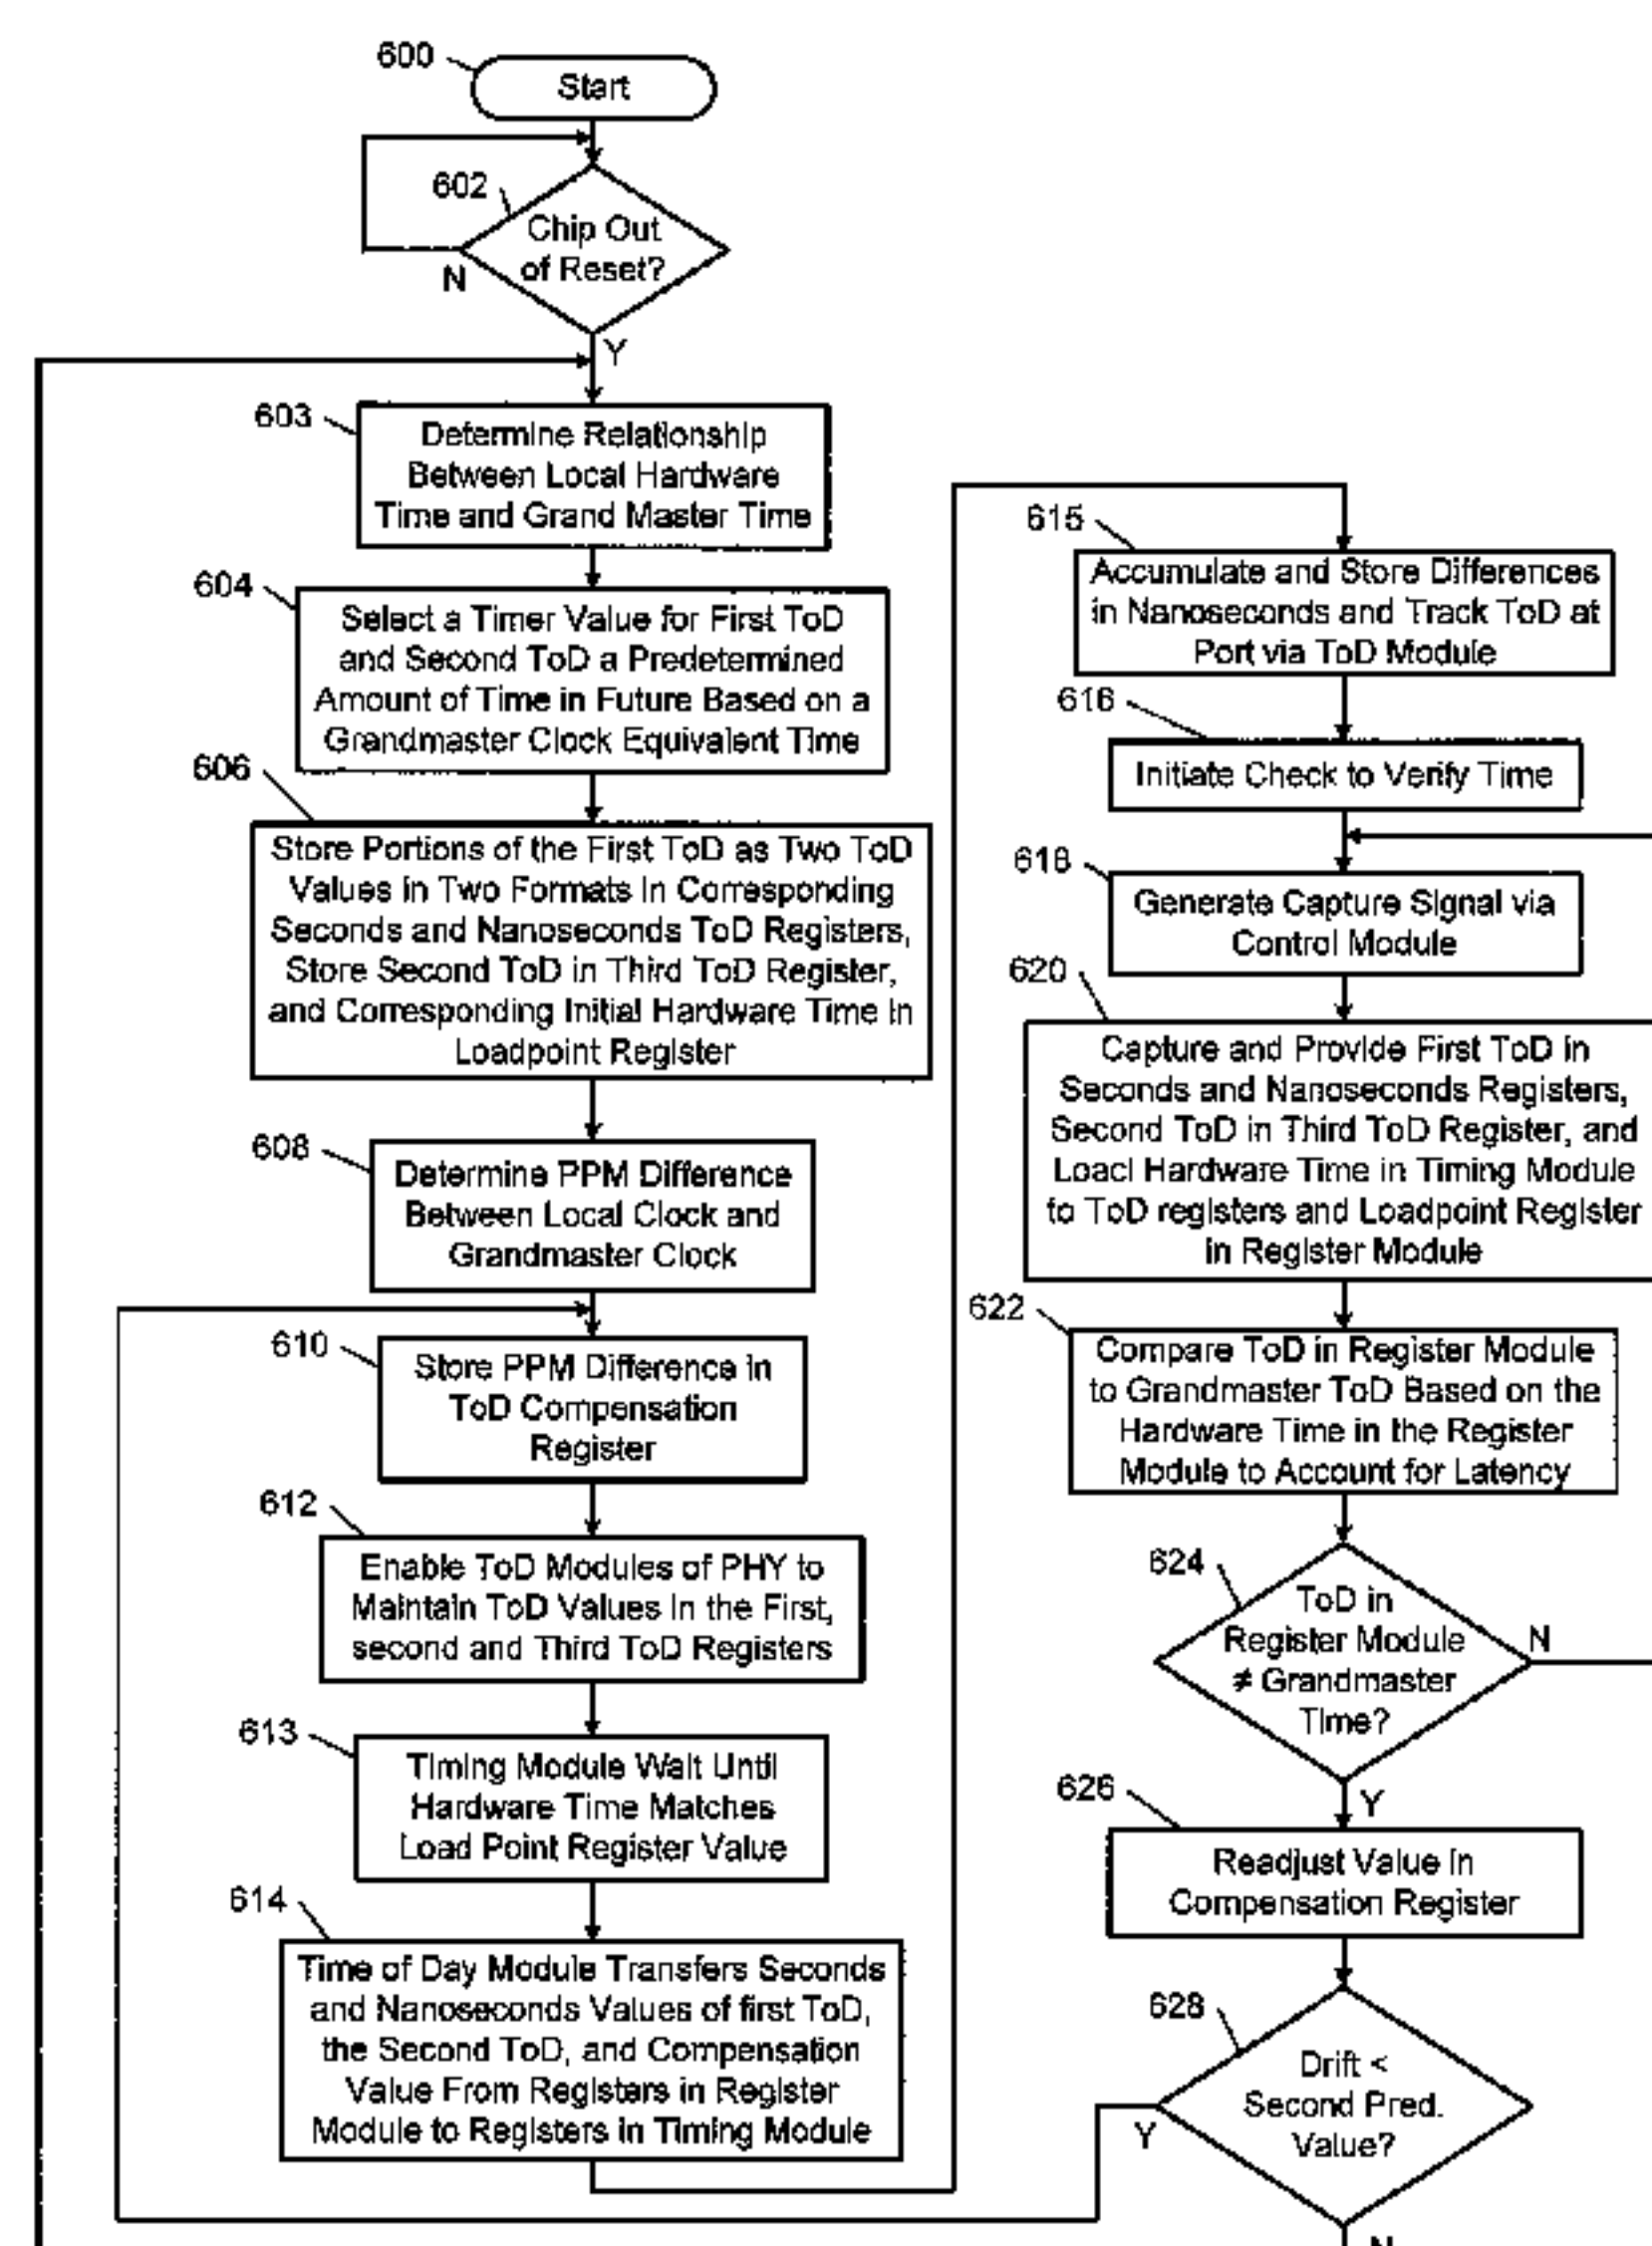 600
Start
602
Chip Out
of Reset?
N
Y
603
Determine Relationship
Between Local Hardware
Time and Grand Master Time
604
Select a Timer Value for First ToD
and Second ToD a Predetermined
Amount of Time in Future Based on a
Grandmaster Clock Equivalent Time
606
Store Portions of the First ToD as Two ToD
Values in Two Formats in Corresponding
Seconds and Nanoseconds ToD Registers,
Store Second ToD in Third ToD Register,
and Corresponding Initial Hardware Time in
Loadpoint Register
608
Determine PPM Difference
Between Local Clock and
Grandmaster Clock
610
Store PPM Difference in
ToD Compensation
Register
612
Enable ToD Modules of PHY to
Maintain ToD Values in the First,
second and Third ToD Registers
613
Timing Module Wait Until
Hardware Time Matches
Load Point Register Value
614
Time of Day Module Transfers Seconds
and Nanoseconds Values of first ToD,
the Second ToD, and Compensation
Value From Registers in Register
Module to Registers in Timing Module
615
Accumulate and Store Differences
in Nanoseconds and Track ToD at
Port via ToD Module
616
Initiate Check to Verify Time
618
Generate Capture Signal via
Control Module
620
Capture and Provide First ToD in
Seconds and Nanoseconds Registers,
Second ToD in Third ToD Register, and
Loacl Hardware Time in Timing Module
to ToD registers and Loadpoint Register
in Register Module
622
Compare ToD in Register Module
to Grandmaster ToD Based on the
Hardware Time in the Register
Module to Account for Latency
624
ToD in
Register Module
≠ Grandmaster
Time?
N
Y
626
Readjust Value in
Compensation Register
628
Drift <
Second Pred.
Value?
Y
N